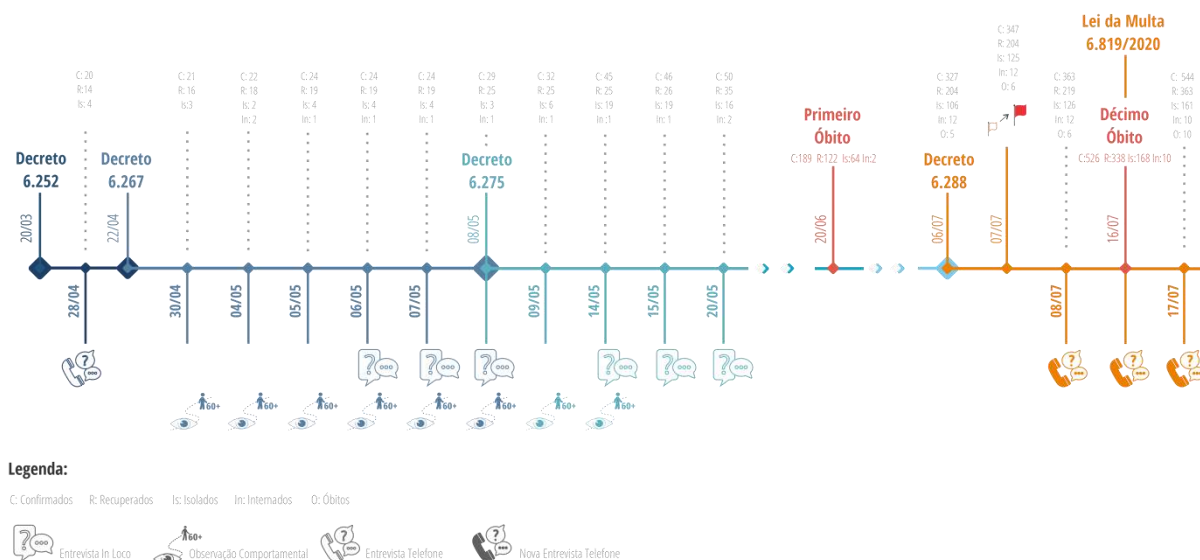 Lei da Multa
6.819/2020
C: 347
R: 204
Is: 125
In: 12
O: 6
C: 20
R:14
Is: 4
C: 21
R: 16
Is:3
C: 22
R: 18
Is: 2
In: 2
C: 24
R: 19
Is: 4
In: 1
C: 24
R: 19
Is: 4
In: 1
C: 24
R: 19
Is: 4
In: 1
C: 29
R: 25
Is: 3
In: 1
C: 32
R: 25
Is: 6
In: 1
C: 45
R: 25
Is: 19
In:1
C: 46
R: 26
Is: 19
In: 1
C: 50
R: 35
Is: 16
In: 2
C: 327
R: 204
Is: 106
In: 12
O: 5
C: 363
R: 219
Is: 126
In: 12
O: 6
C: 544
R: 363
Is: 161
In: 10
O: 10
Primeiro
Óbito
C:189 R:122 Is:64 In:2
Décimo
Óbito
C:526 R:338 Is:168 In:10
Decreto
6.252
Decreto
6.267
Decreto
6.275
Decreto
6.288
20/03
22/04
08/05
20/06
06/07
07/07
16/07
28/04
30/04
04/05
05/05
06/05
07/05
09/05
14/05
15/05
20/05
08/07
17/07
?
?
?
?
?
?
?
?
?
?
60+
60+
60+
60+
60+
60+
60+
60+
Legenda:
C: Confirmados R: Recuperados Is: Isolados In: Internados O: Óbitos
60+
? Entrevista In Loco Observação Comportamental ? Entrevista Telefone ? Nova Entrevista Telefone